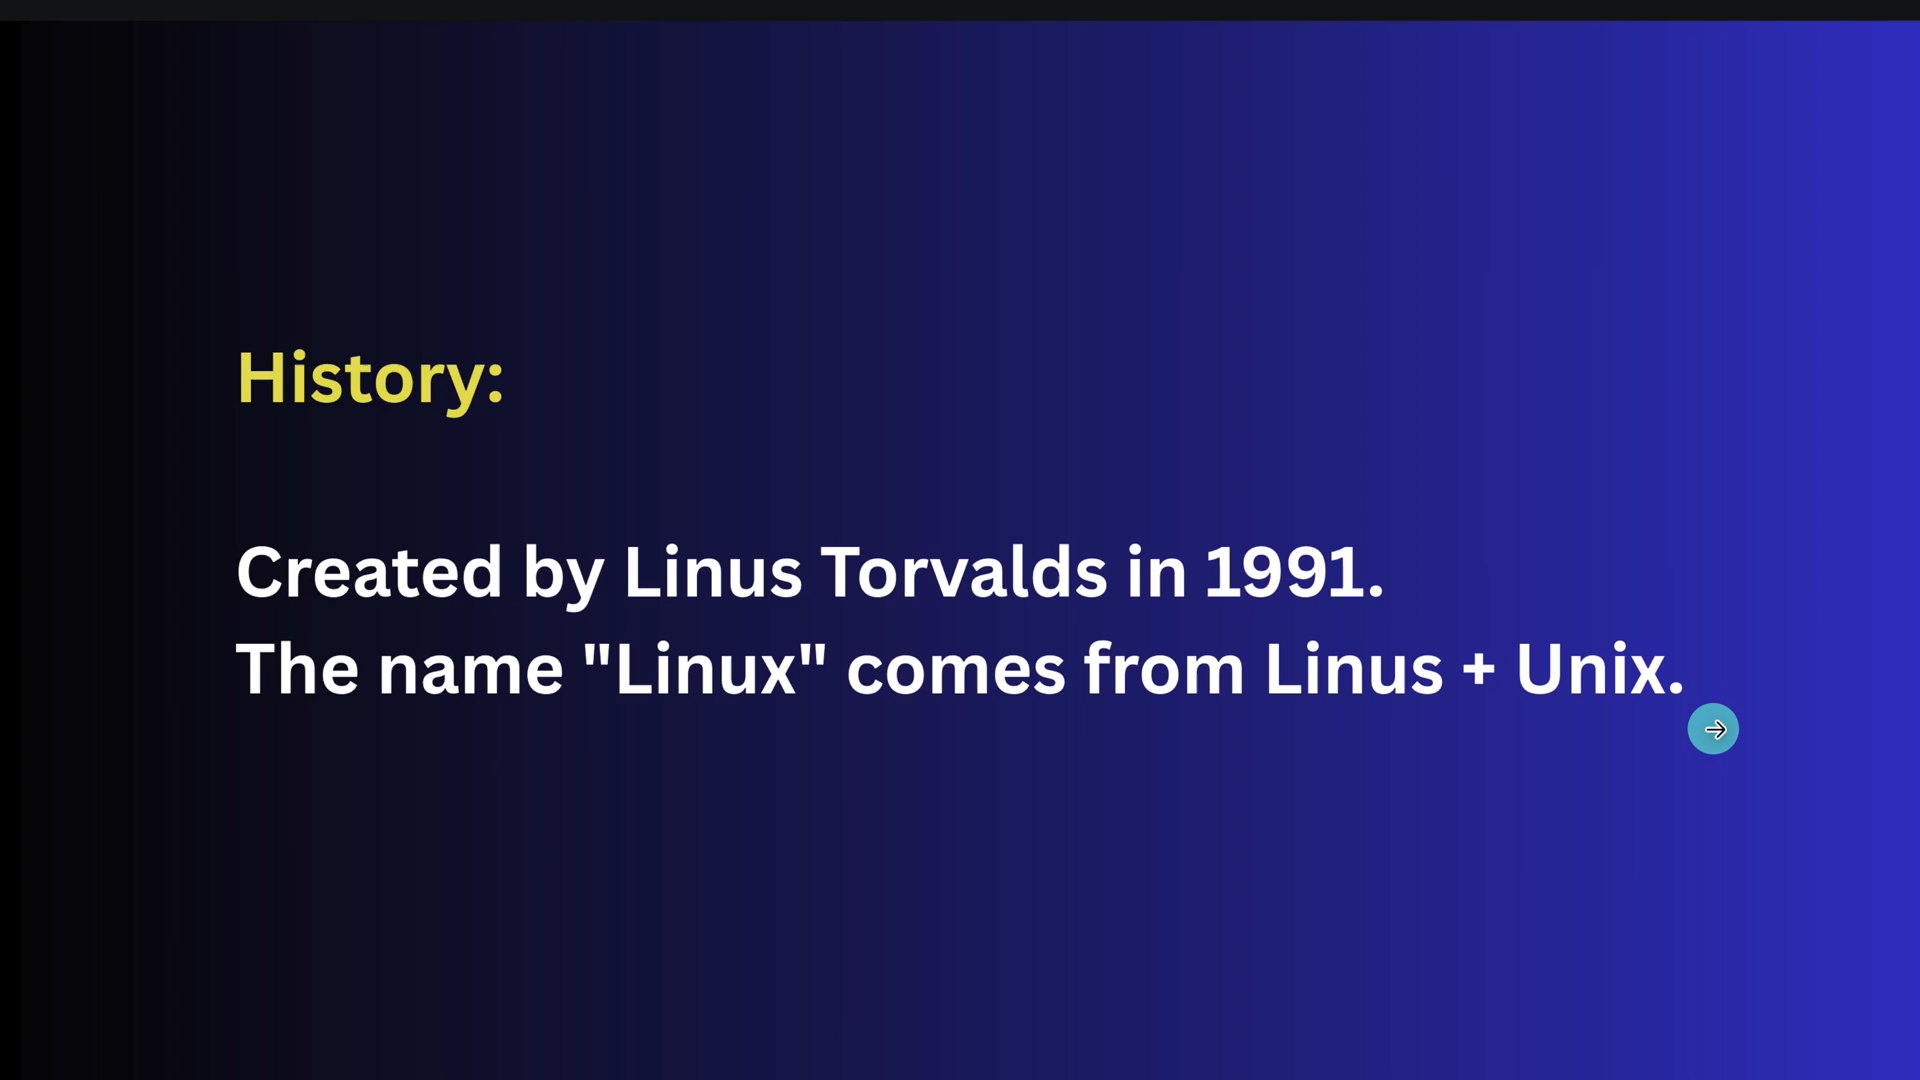 History:
Created by Linus Torvalds in 1991.
The name "Linux" comes from Linus + Unix.